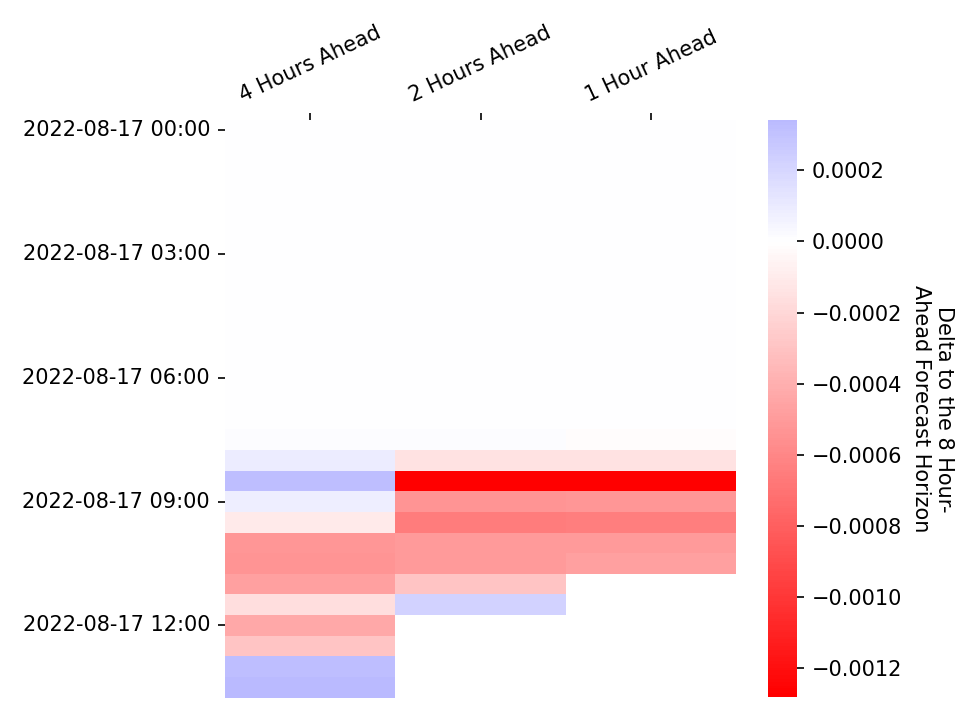 4 Hours Ahead
2 Hours Ahead
1 Hour Ahead
2022-08-17 00:00
2022-08-17 03:00
2022-08-17 06:00
2022-08-17 09:00
2022-08-17 12:00
0.0002
0.0000
−0.0002
−0.0004
−0.0006
−0.0008
−0.0010
−0.0012
Delta to the 8 Hour-
Ahead Forecast Horizon